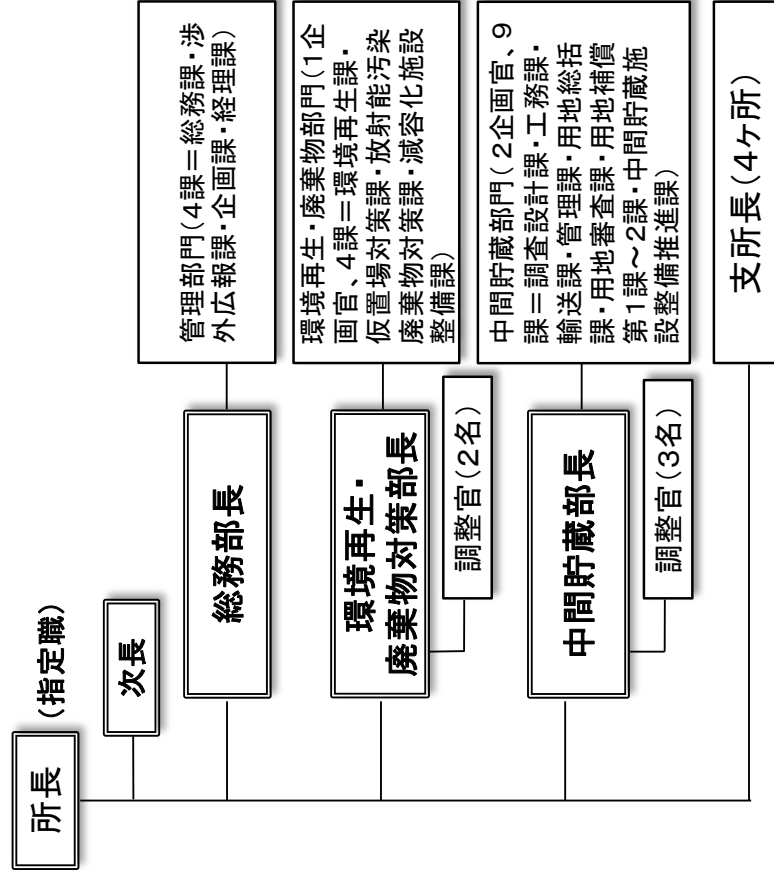 所長
(指定職)
次長
総務部長
管理部門(4課=総務課・渉
外広報課・企画課・経理課)
環境再生・
廃棄物対策部長
調整官(2名)
環境再生・廃棄物部門(1企
画官、4課=環境再生課・
仮置場対策課・放射能汚染
廃棄物対策課・減容化施設
整備課)
中間貯蔵部長
調整官(3名)
中間貯蔵部門(2企画官、9
課=調査設計課・工務課・
輸送課・管理課・用地総括
課・用地審査課・用地補償
第1課~2課・中間貯蔵施
設整備推進課)
支所長(4ヶ所)